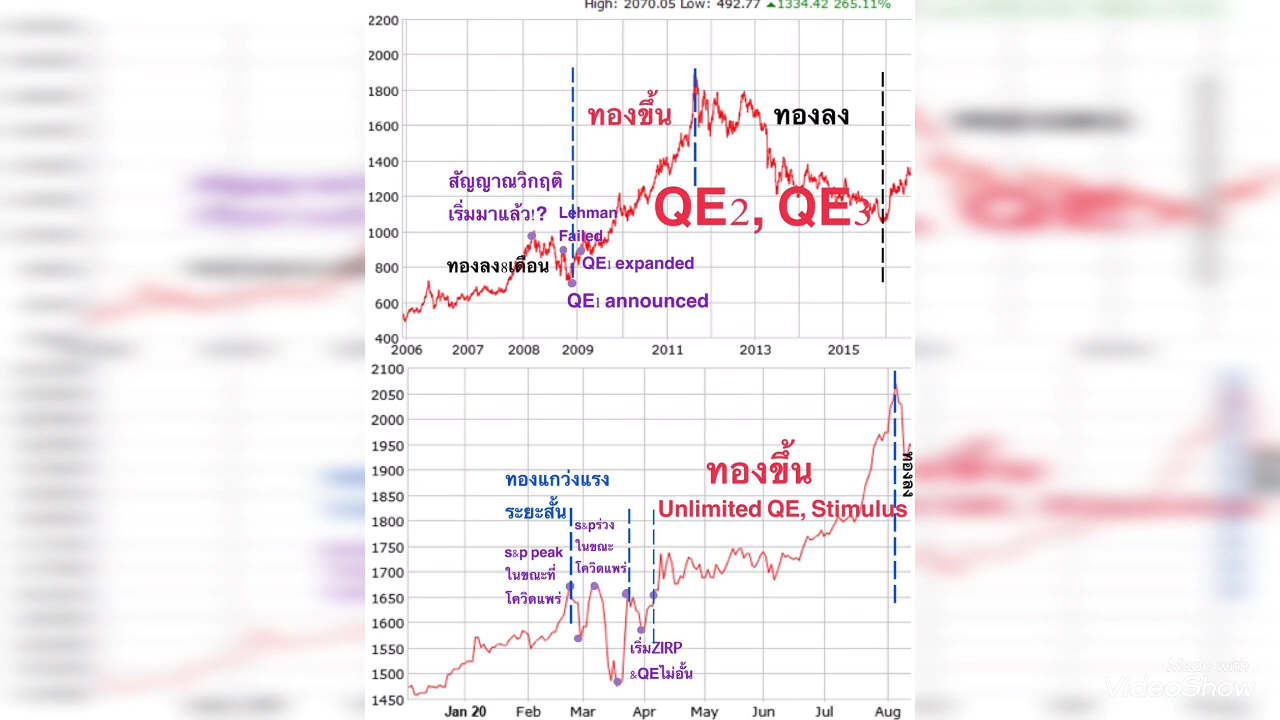 High: 2070.05 Low: 492.77 ▲1334.42 265.11%
2200
2000
1800
1600
1400
1200
1000
800
600
400
ทองขึ้น
ทองลง
สัญญาณวิกฤติ
เริ่มมาแล้ว!?
Lehman
Failed
QE2, QE3
ทองลง8เดือน
QE1 expanded
QE1 announced
2006 2007 2008 2009 2011 2013 2015
2100
2050
2000
1950
1900
1850
1800
1750
1700
1650
1600
1550
1500
1450
ทองขึ้น
Unlimited QE, Stimulus
ทองลง
ทองแกว่งแรง
ระยะสั้น
s&p peak
ในขณะที่
โควิดแพร่
s&pร่วง
ในขณะ
โควิดแพร่
เริ่มZIRP
&QEไม่อั้น
Jan 20 Feb Mar Apr May Jun Jul Aug
Made with
VideoShow